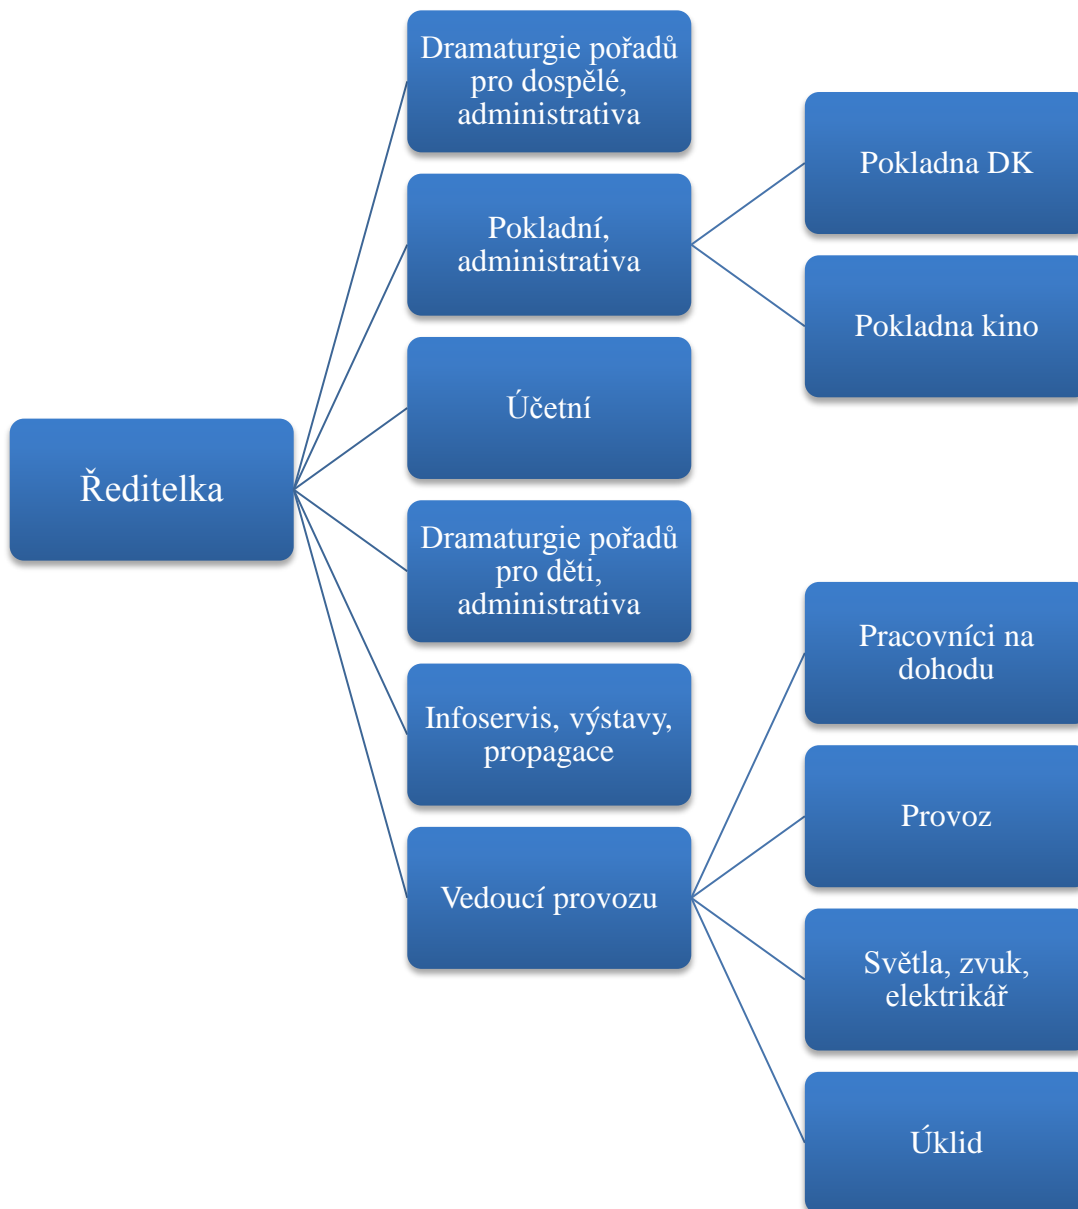 Ředitelka
Dramaturgie pořadů
pro dospělé,
administrativa
Pokladní,
administrativa
Pokladna DK
Pokladna kino
Účetní
Dramaturgie pořadů
pro děti,
administrativa
Infoservis, výstavy,
propagace
Vedoucí provozu
Pracovníci na
dohodu
Provoz
Světla, zvuk,
elektrikář
Úklid